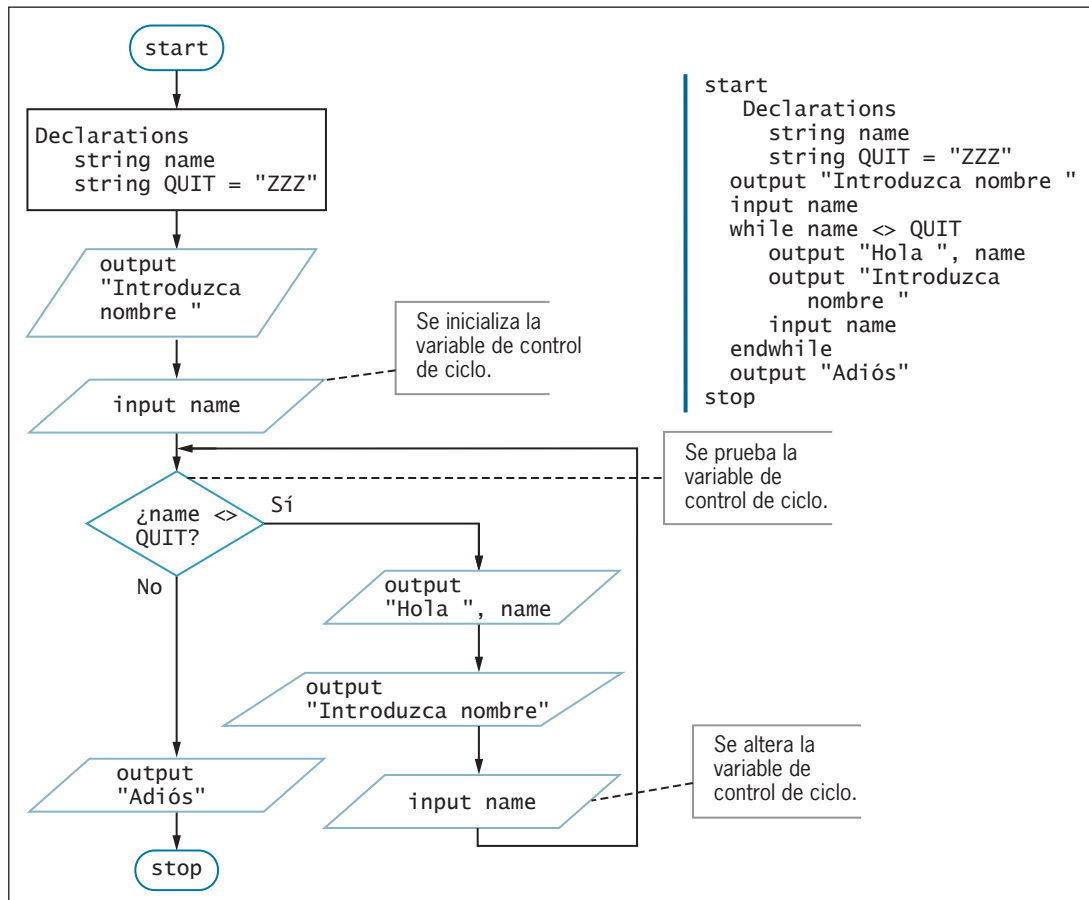 start
Declarations
string name
string QUIT = "ZZZ"
output
"Introduzca
nombre "
input name
Se inicializa la
variable de control
de ciclo.
¿name <>
QUIT?
Sí
No
Se prueba la
variable de
control de ciclo.
output
"Hola ", name
output
"Introduzca nombre"
input name
Se altera la
variable de
control de ciclo.
output
"Adiós"
stop
start
Declarations
string name
string QUIT = "ZZZ"
output "Introduzca nombre "
input name
while name <> QUIT
output "Hola ", name
output "Introduzca
nombre "
input name
endwhile
output "Adiós"
stop